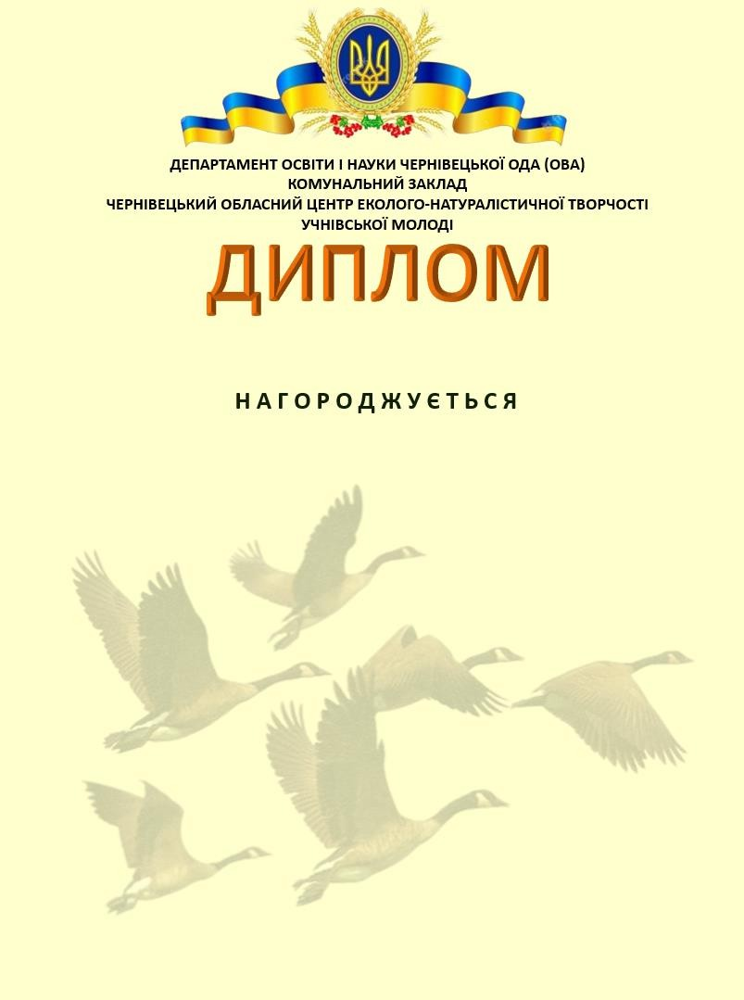 ДЕПАРТАМЕНТ ОСВІТИ І НАУКИ ЧЕРНІВЕЦЬКОЇ ОДА (ОВА)
КОМУНАЛЬНИЙ ЗАКЛАД
ЧЕРНІВЕЦЬКИЙ ОБЛАСНИЙ ЦЕНТР ЕКОЛОГО-НАТУРАЛІСТИЧНОЇ ТВОРЧОСТІ
УЧНІВСЬКОЇ МОЛОДІ
ДИПЛОМ
НАГОРОДЖУЄТЬСЯ